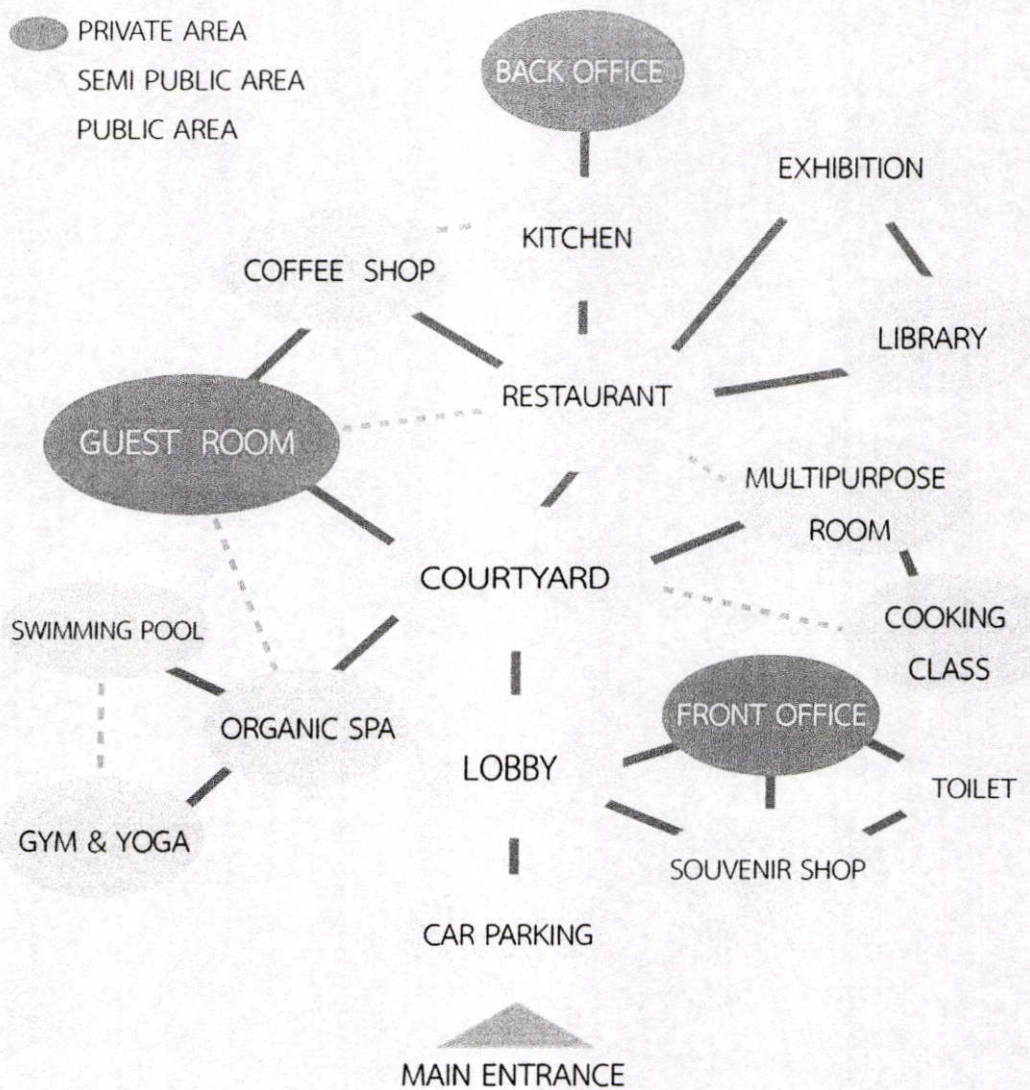 PRIVATE AREA
SEMI PUBLIC AREA
PUBLIC AREA
BACK OFFICE
EXHIBITION
KITCHEN
COFFEE SHOP
LIBRARY
RESTAURANT
GUEST ROOM
MULTIPURPOSE
ROOM
COURTYARD
COOKING
CLASS
SWIMMING POOL
FRONT OFFICE
ORGANIC SPA
LOBBY
TOILET
GYM & YOGA
SOUVENIR SHOP
CAR PARKING
MAIN ENTRANCE